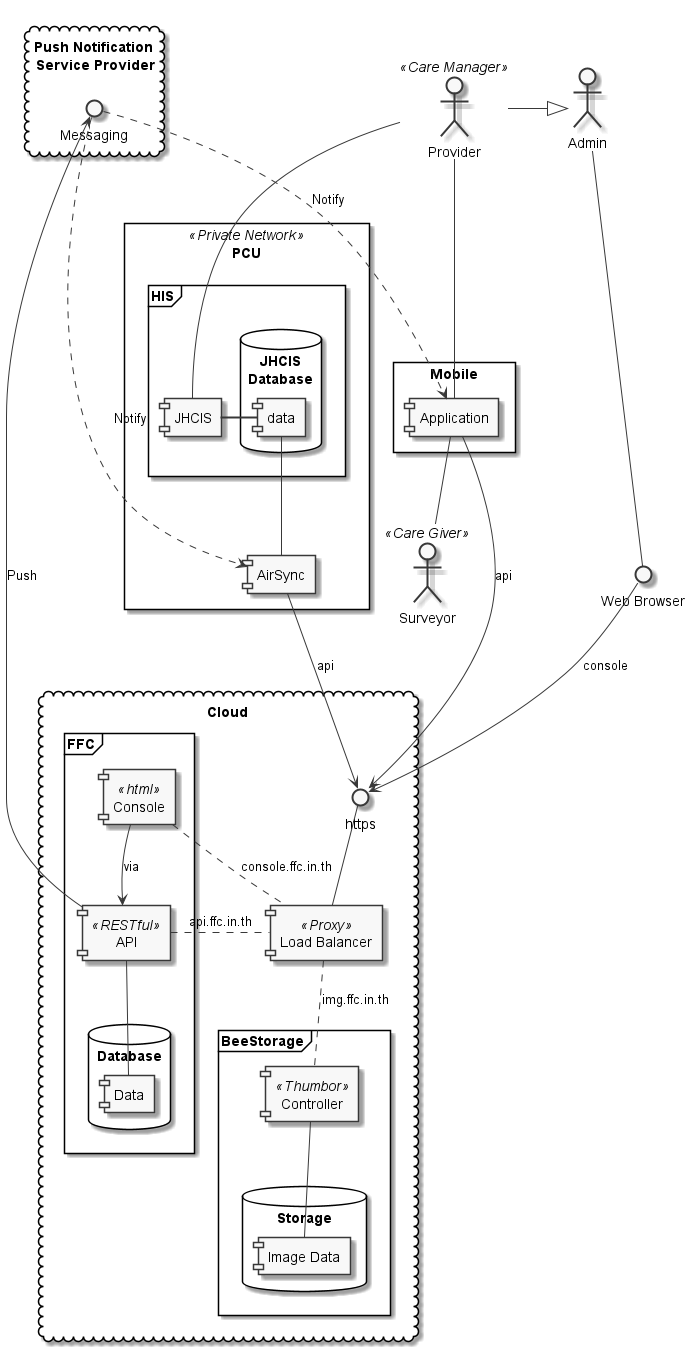 Push Notification
Service Provider
Messaging
«Care Manager»
Provider
Admin
Notify
«Private Network»
PCU
HIS
JHCIS
Database
JHCIS
data
Notify
Mobile
Application
«Care Giver»
Surveyor
AirSync
Push
api
Web Browser
api
console
Cloud
FFC
«html»
Console
https
via
console.ffc.in.th
«RESTful»
API
api.ffc.in.th
«Proxy»
Load Balancer
img.ffc.in.th
Database
Data
BeeStorage
«Thumbor»
Controller
Storage
Image Data